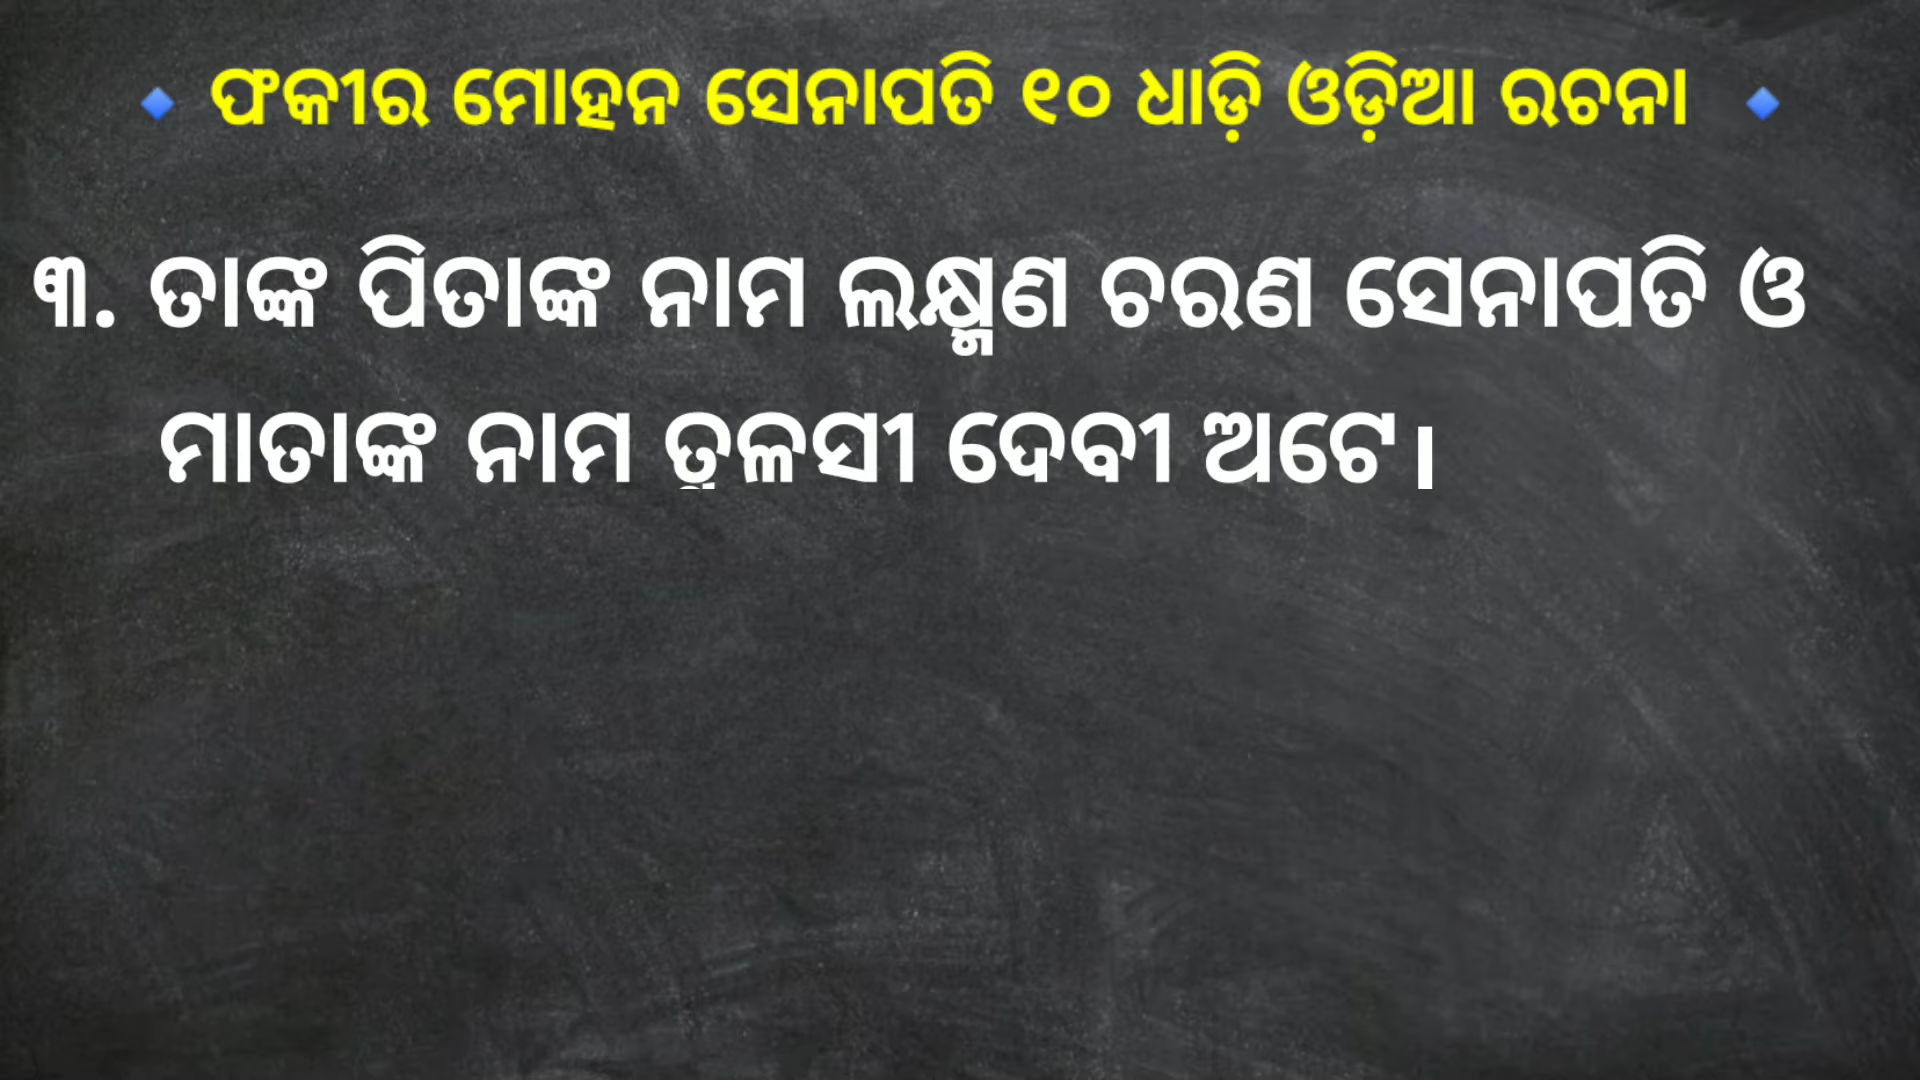 ଫକୀର ମୋହନ ସେନାପତି ୧୦ ଧାଡ଼ି ଓଡ଼ିଆ ରଚନା
୩. ତାଙ୍କ ପିତାଙ୍କ ନାମ ଲକ୍ଷ୍ମଣ ଚରଣ ସେନାପତି ଓ
ମାତାଙ୍କ ନାମ ତୁଳସୀ ଦେବୀ ଅଟେ।